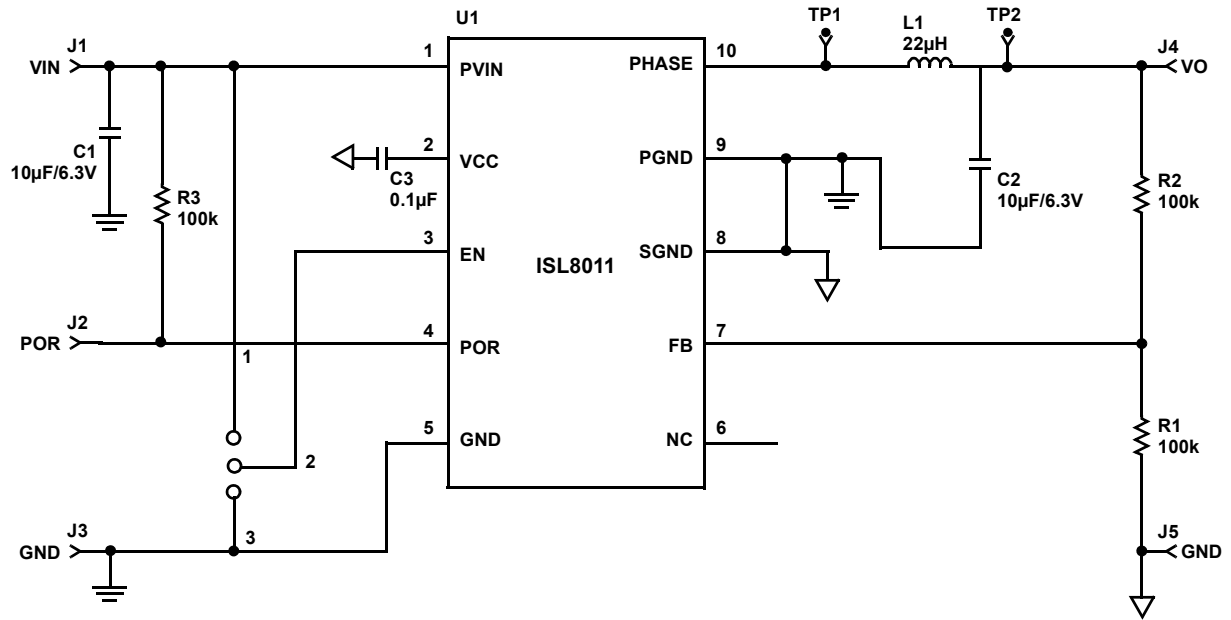 U1
J1
VIN
C1
10µF/6.3V
R3
100k
J2
POR
J3
GND
1
2
3
C3
0.1µF
1
2
3
4
5
PVIN
VCC
EN
POR
GND
ISL8011
PHASE
PGND
SGND
FB
NC
10
9
8
7
6
TP1
L1
22µH
TP2
J4
VO
C2
10µF/6.3V
R2
100k
R1
100k
J5
GND